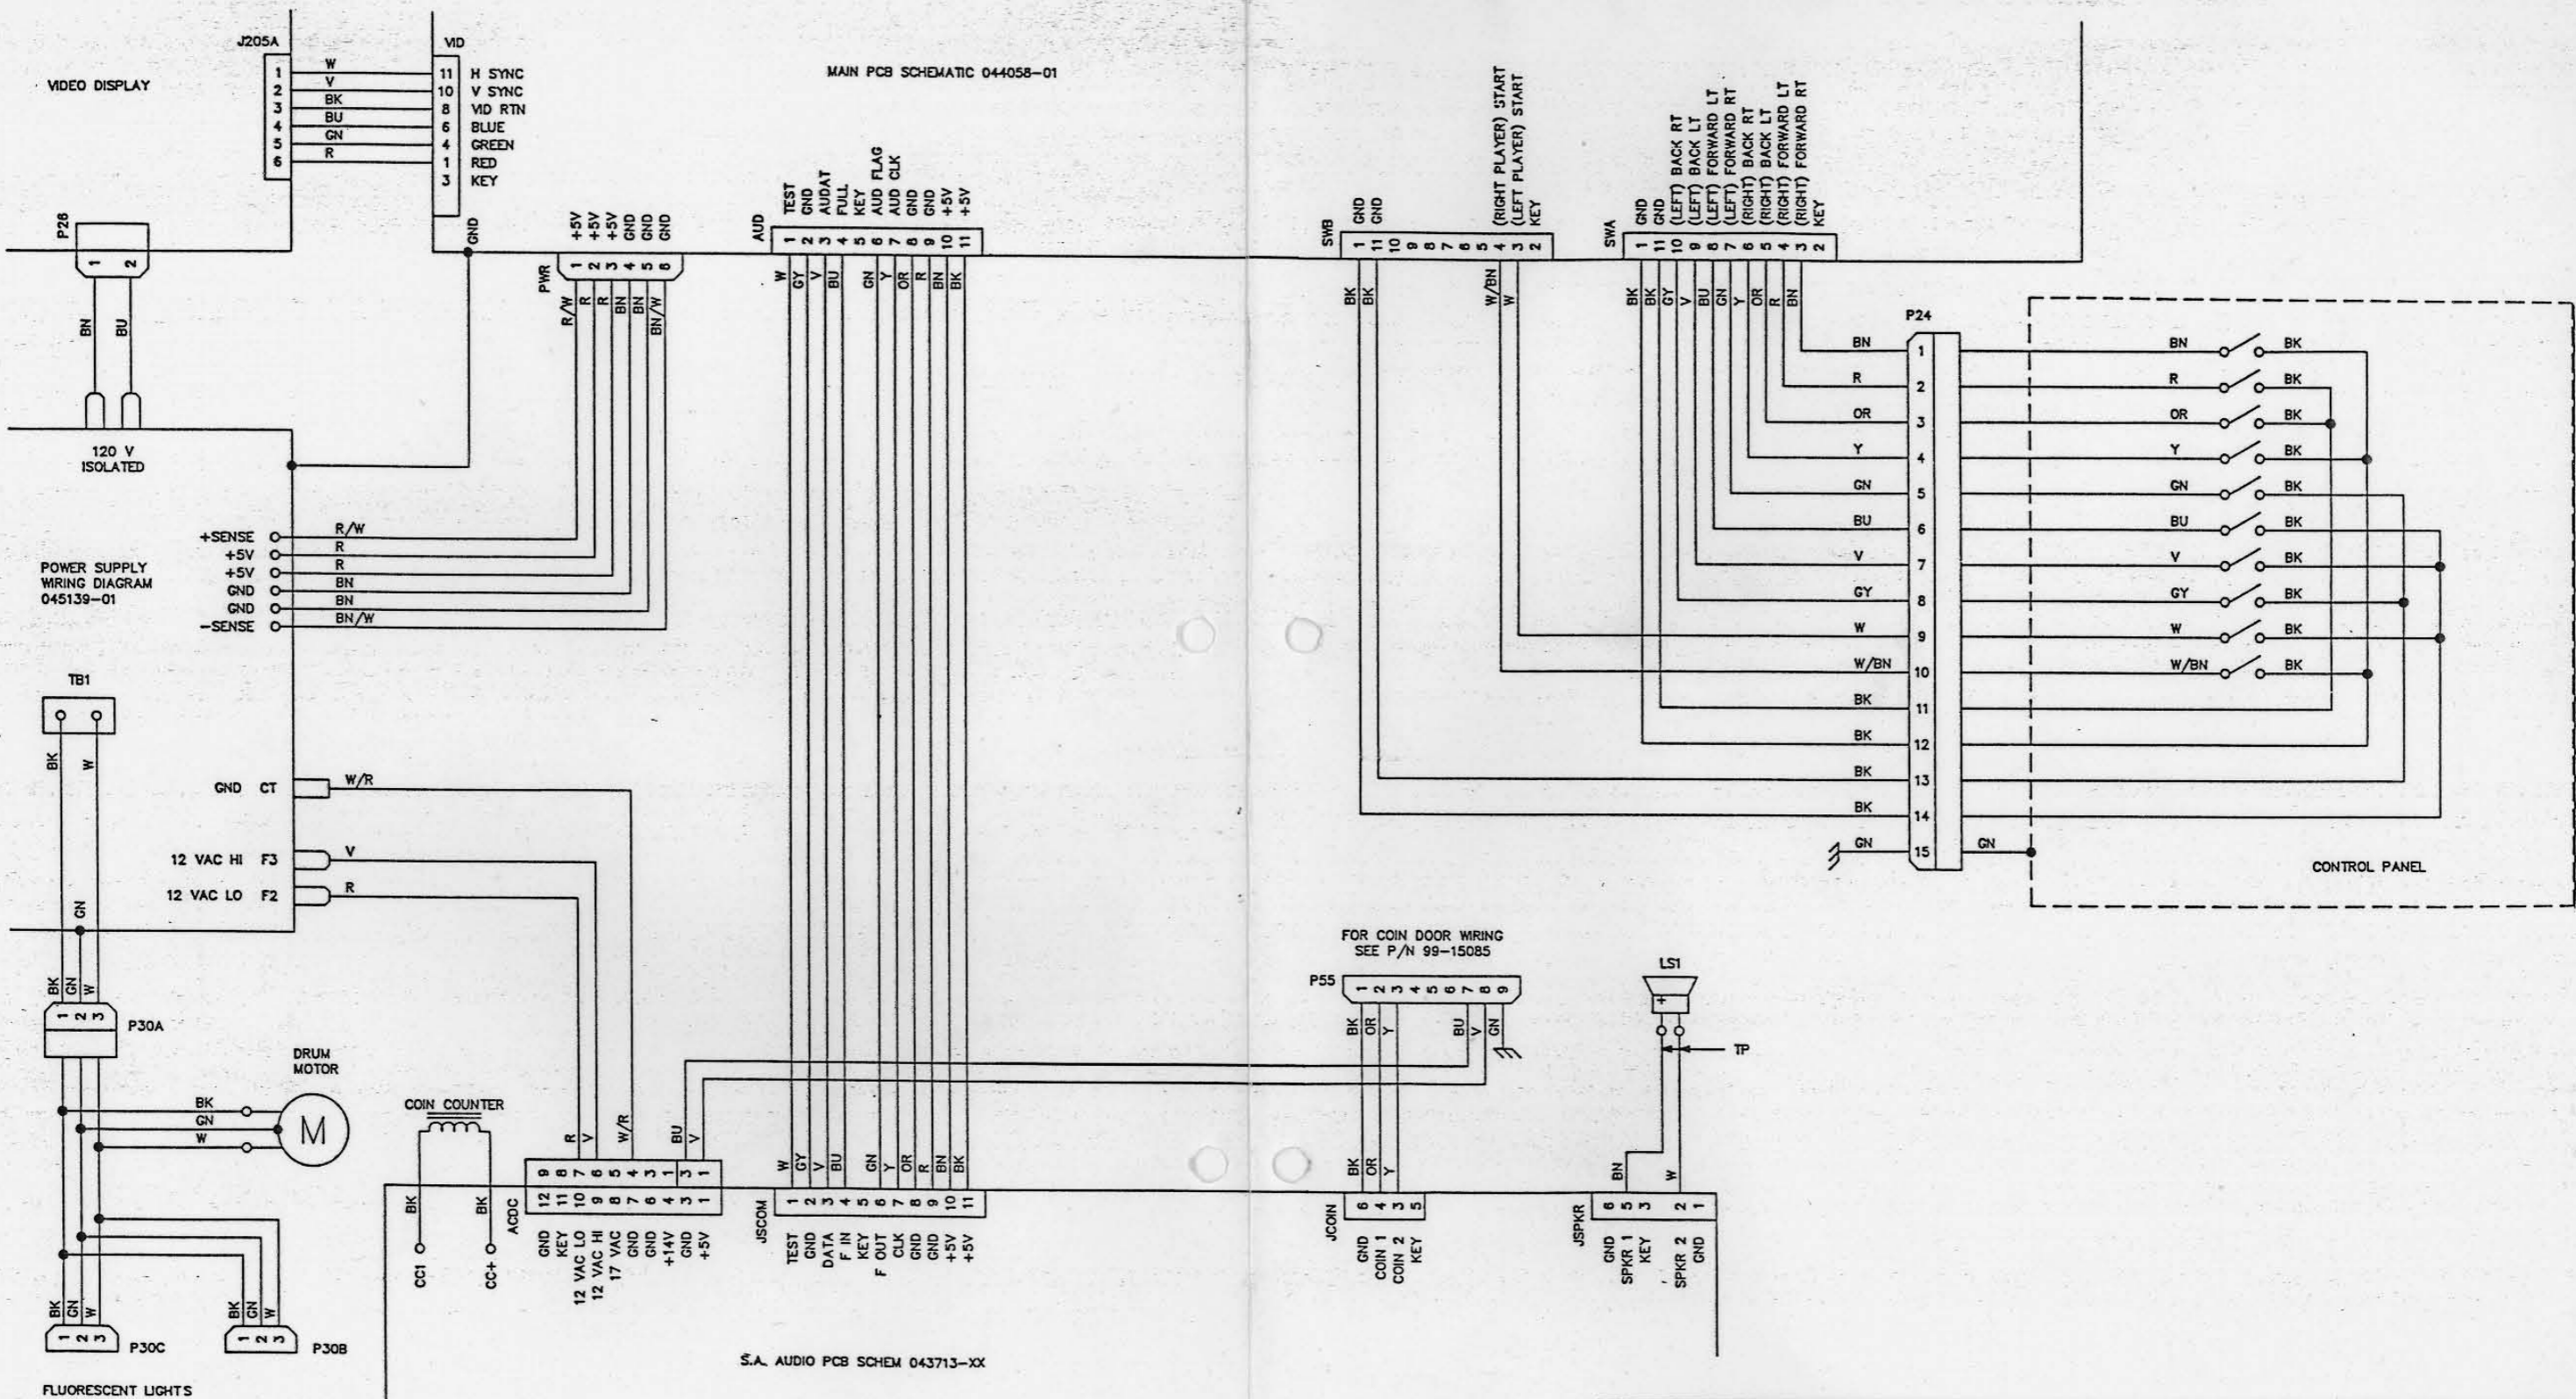 VIDEO DISPLAY
J205A
1 W 11 H SYNC
2 V 10 V SYNC
3 BK 8 VID RTN
4 BU 6 BLUE
5 GN 4 GREEN
6 R 1 RED
3 KEY
VID
GND
MAIN PCB SCHEMATIC 044058-01
P28
1 2
BN BU
120 V
ISOLATED
PWR
+5V +5V +5V GND GND GND
1 2 3 4 5 6
R/W R R BN BN BN/W
AUD
TEST GND AUDAT FULL KEY AUD FLAG AUD CLK GND GND +5V +5V
1 2 3 4 5 6 7 8 9 10 11
W GY V BU GN Y OR R BN BK
SWB
GND GND (RIGHT PLAYER) START (LEFT PLAYER) START KEY
1 11 10 9 8 7 6 5 4 3 2
BK BK W/BN W
SWA
GND GND (LEFT) BACK RT (LEFT) BACK LT (LEFT) FORWARD LT (LEFT) FORWARD RT (RIGHT) BACK RT (RIGHT) BACK LT (RIGHT) FORWARD LT (RIGHT) FORWARD RT KEY
1 11 10 9 8 7 6 5 4 3 2
BK BK GY V BU GN Y OR R BN
P24
BN 1 BN BK
R 2 R BK
OR 3 OR BK
Y 4 Y BK
GN 5 GN BK
BU 6 BU BK
V 7 V BK
GY 8 GY BK
W 9 W BK
W/BN 10 W/BN BK
BK 11
BK 12
BK 13
BK 14
GN 15 GN
CONTROL PANEL
POWER SUPPLY
WIRING DIAGRAM
045139-01
+SENSE R/W
+5V R
+5V R
GND BN
GND BN
-SENSE BN/W
TB1
BK W
GND CT W/R
12 VAC HI F3 V
12 VAC LO F2 R
GN
BK GN W
1 2 3
P30A
DRUM
MOTOR
BK
GN
W
M
BK GN W
1 2 3
P30C
BK GN W
1 2 3
P30B
FLUORESCENT LIGHTS
COIN COUNTER
BK BK
CC1 CC+
R V W/R BU V
9 8 7 6 5 4 3 1 3 1
12 11 10 9 8 7 6 4 3 1
ACDC
GND KEY 12 VAC LO 12 VAC HI 17 VAC GND GND +14V GND +5V
W GY V BU GN Y OR R BN BK
JSCOM
1 2 3 4 5 6 7 8 9 10 11
TEST GND DATA F IN KEY F OUT CLK GND GND +5V +5V
FOR COIN DOOR WIRING
SEE P/N 99-15085
P55
1 2 3 4 5 6 7 8 9
BK OR Y BU V GN
BK OR Y
JCOIN
6 4 3 5
GND COIN 1 COIN 2 KEY
LS1
+
TP
BN W
JSPKR
6 5 3 2 1
GND SPKR 1 KEY SPKR 2 GND
S.A. AUDIO PCB SCHEM 043713-XX